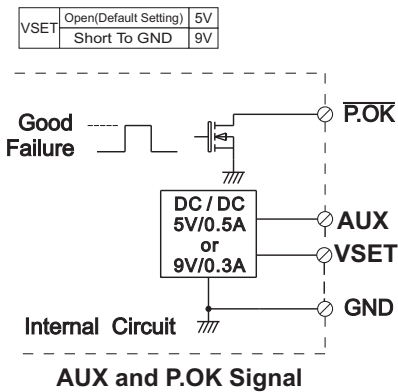 VSET Open(Default Setting) 5V
Short To GND 9V
Good
Failure
P.OK
DC / DC
5V/0.5A
or
9V/0.3A
AUX
VSET
GND
Internal Circuit
AUX and P.OK Signal